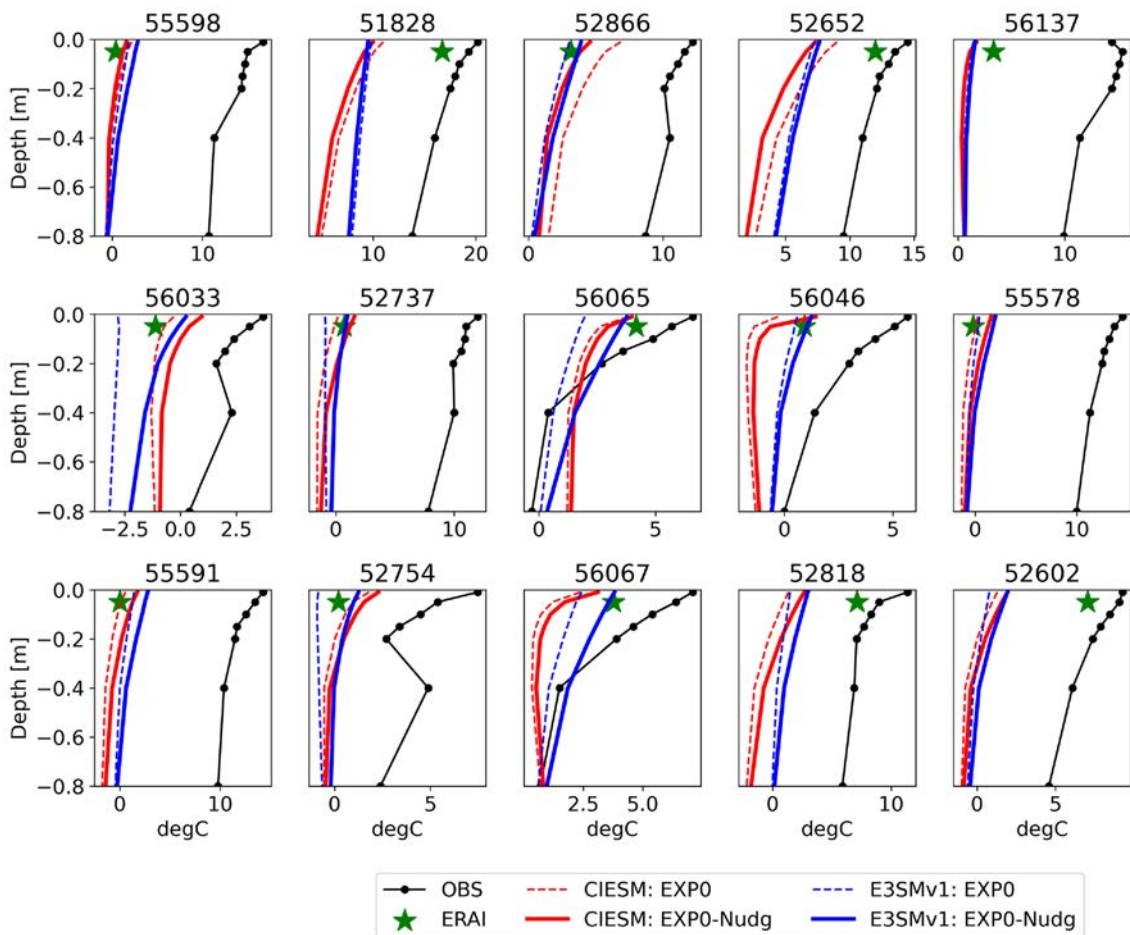 55598 51828 52866 52652 56137
Depth [m]
0.0
−0.2
−0.4
−0.6
−0.8
0 10
10 20
0 5 10
5 10 15
0 5 10
56033 52737 56065 56046 55578
Depth [m]
0.0
−0.2
−0.4
−0.6
−0.8
−2.5 0.0 2.5
0 10
0 5
0 5
0 10
55591 52754 56067 52818 52602
Depth [m]
0.0
−0.2
−0.4
−0.6
−0.8
0 10
0 5
2.5 5.0
0 10
0 5
degC degC degC degC degC
OBS CIESM: EXP0 E3SMv1: EXP0
ERAI CIESM: EXP0-Nudg E3SMv1: EXP0-Nudg